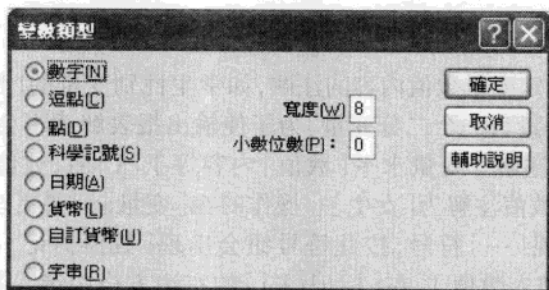 變數類型
數字(N)
逗點(C)
點(D)
科學記號(S)
日期(A)
貨幣(L)
自訂貨幣(U)
字串(R)
寬度(W) 8
小數位數(P)： 0
確定
取消
輔助說明